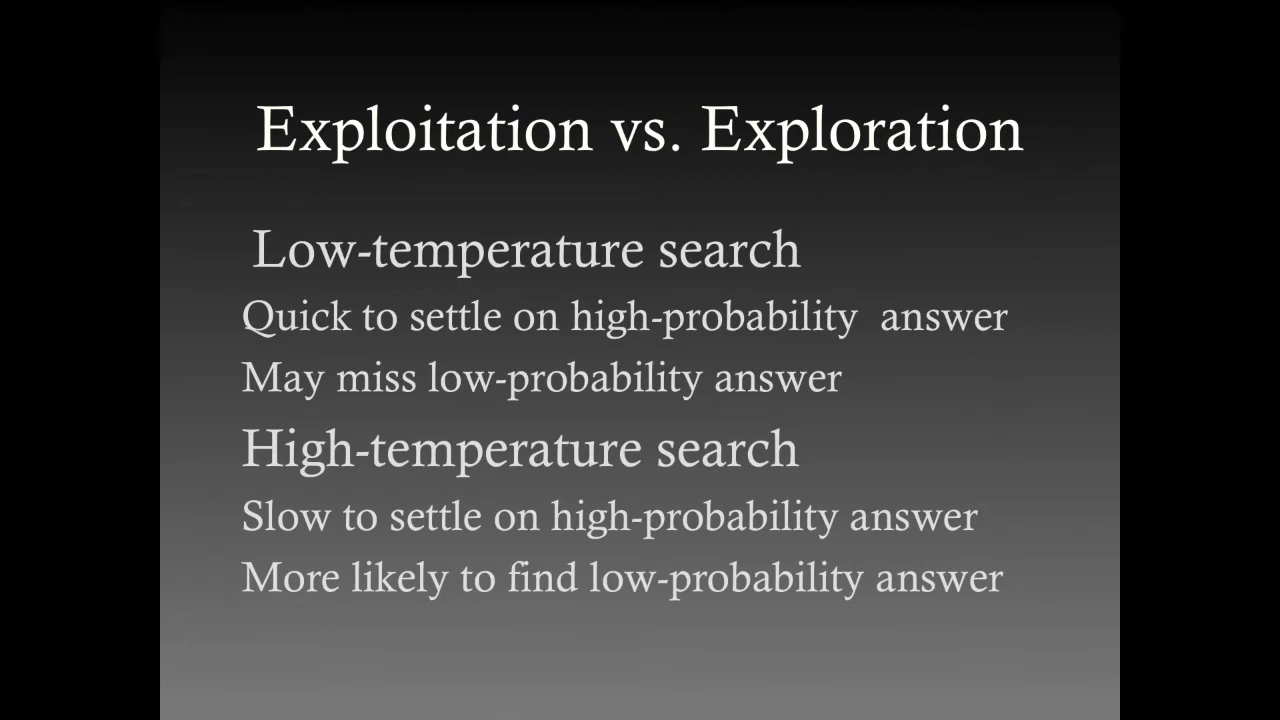 Exploitation vs. Exploration
Low-temperature search
Quick to settle on high-probability answer
May miss low-probability answer
High-temperature search
Slow to settle on high-probability answer
More likely to find low-probability answer